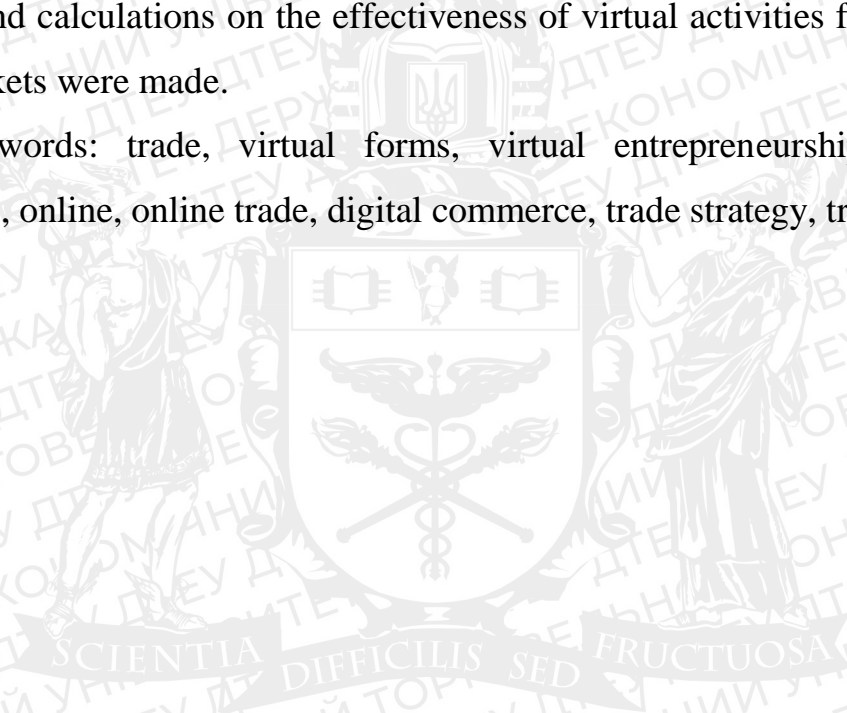 nd calculations on the effectiveness of virtual activities f
kets were made.
words: trade, virtual forms, virtual entrepreneurshi
, online, online trade, digital commerce, trade strategy, tr
SCIENTIA DIFFICILIS SED FRUCTUOSA